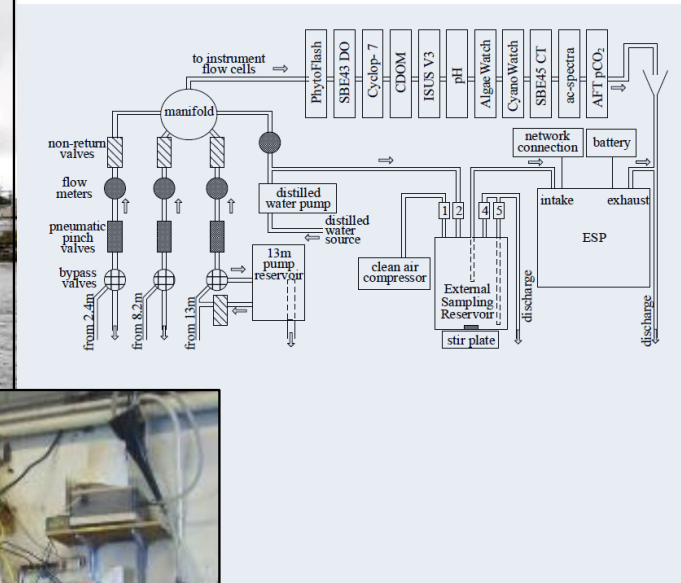 to instrument
flow cells
PhytoFlash
SBE43 DO
Cyclop- 7
CDOM
ISUS V3
pH
AlgaeWatch
CyanoWatch
SBE45 CT
ac-spectra
AFT pCO₂
manifold
non-return
valves
flow
meters
pneumatic
pinch
valves
bypass
valves
from 2.4m
from 8.2m
from 13m
distilled
water pump
distilled
water
source
13m
pump
reservoir
clean air
compressor
1
2
4
5
External
Sampling
Reservoir
stir plate
discharge
network
connection
battery
intake
exhaust
ESP
discharge